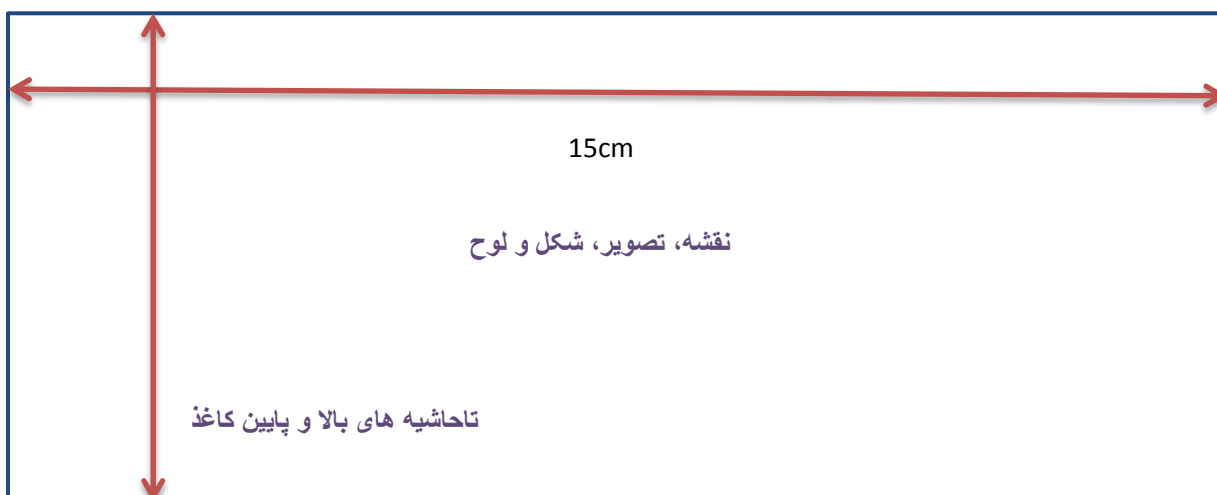 15cm
نقشه، تصویر، شکل و لوح
تاحاشیه های بالا و پایین کاغذ